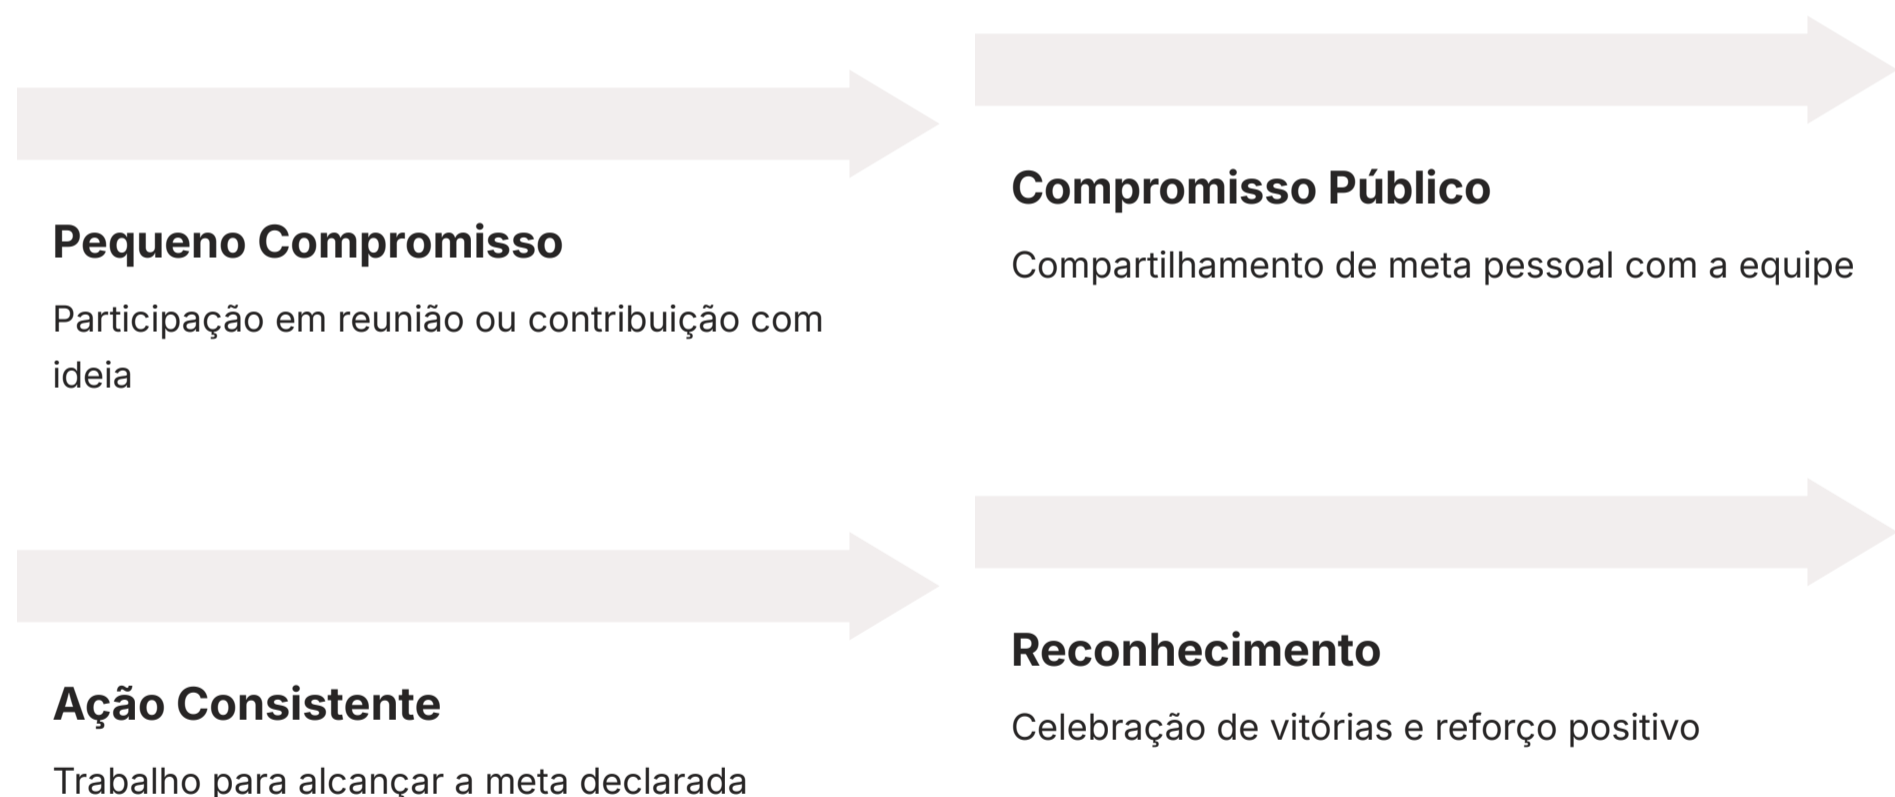 Pequeno Compromisso
Participação em reunião ou contribuição com
ideia
Compromisso Público
Compartilhamento de meta pessoal com a equipe
Ação Consistente
Trabalho para alcançar a meta declarada
Reconhecimento
Celebração de vitórias e reforço positivo